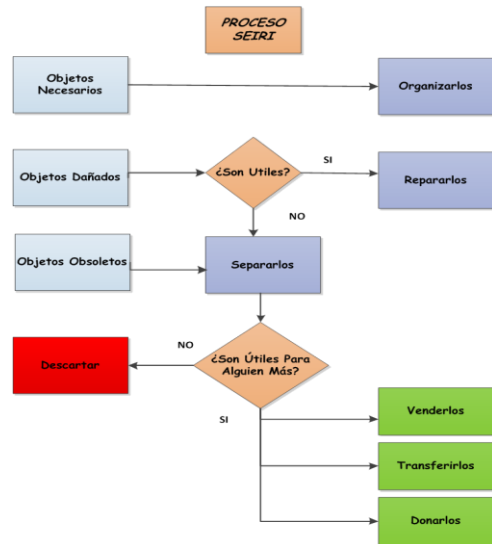 PROCESO
SEIRI
Objetos
Necesarios
Organizarlos
Objetos Dañados
¿Son Utiles?
SI
Repararlos
NO
Objetos Obsoletos
Separarlos
Descartar
NO
¿Son Útiles Para
Alguien Más?
SI
Venderlos
Transferirlos
Donarlos